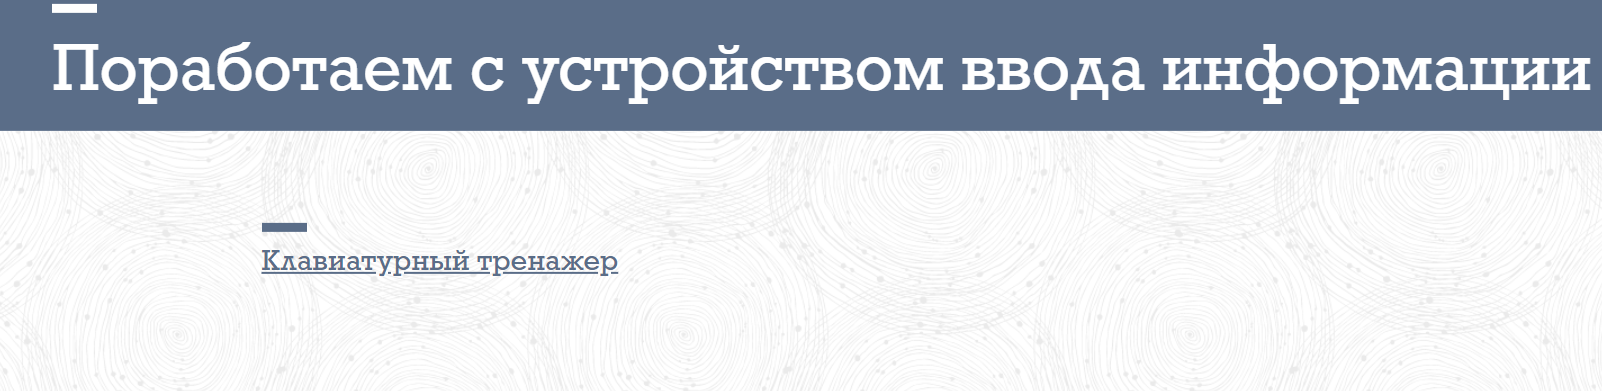 Поработаем с устройством ввода информации
Клавиатурный тренажер